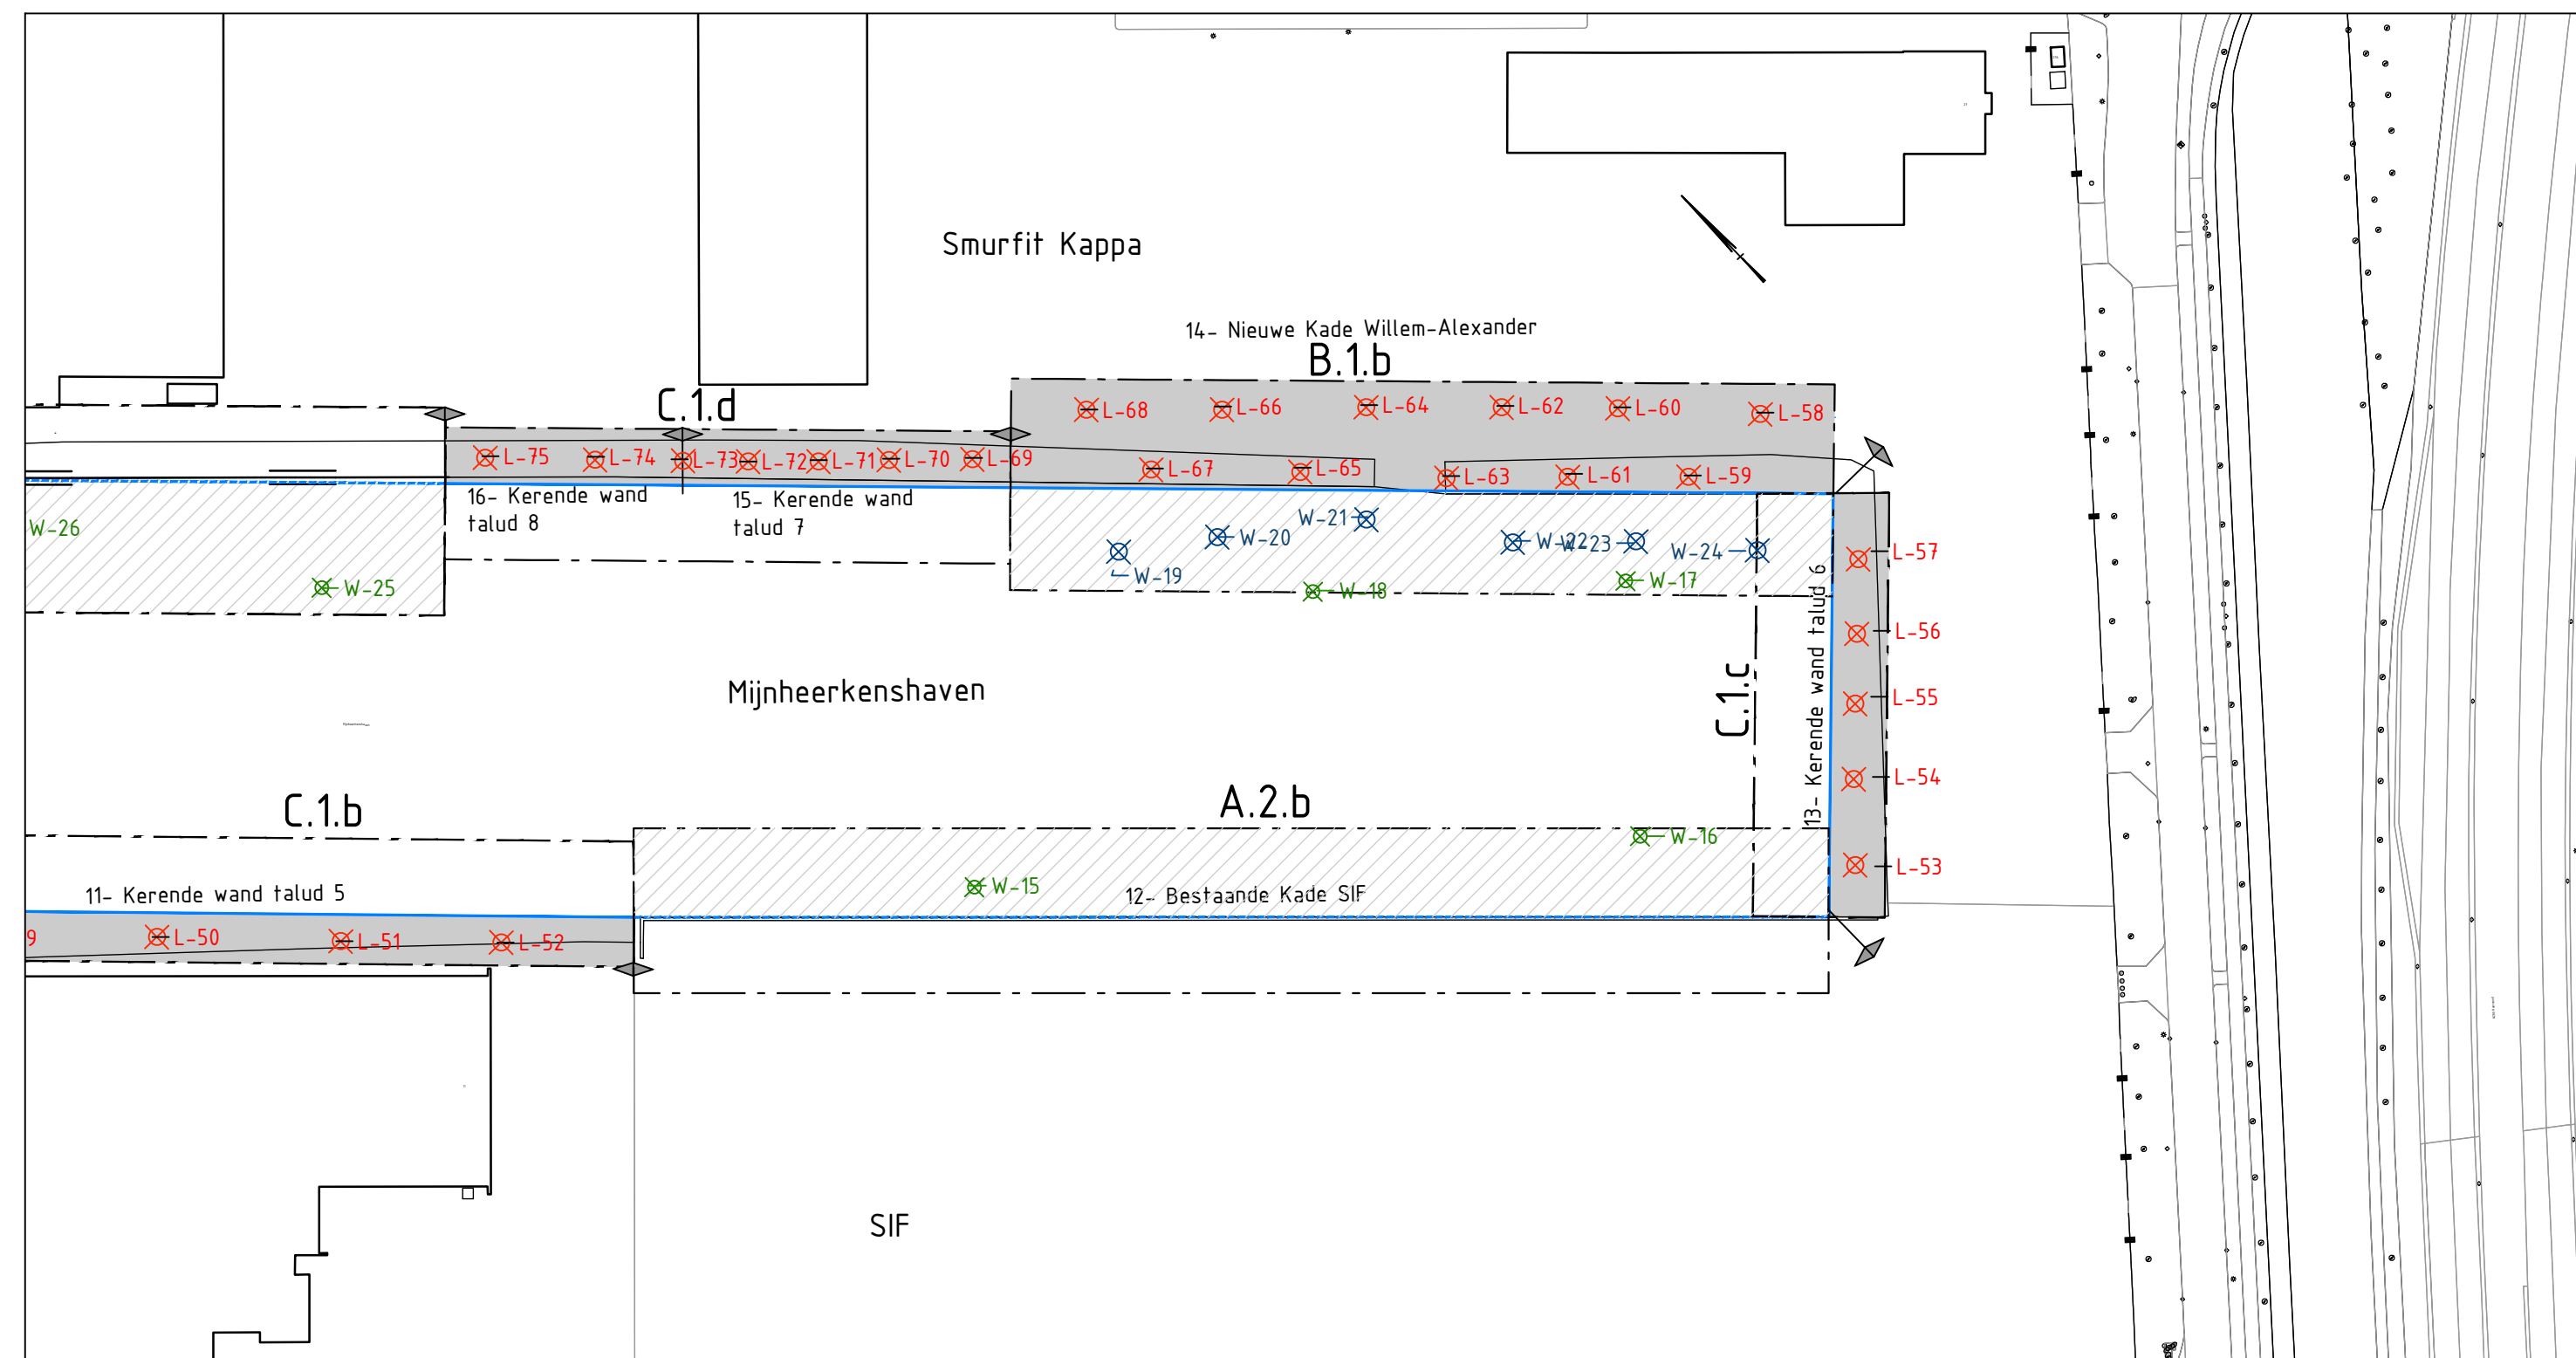 Smurfit Kappa
14- Nieuwe Kade Willem-Alexander
B.1.b
C.1.d
L-68
L-66
L-64
L-62
L-60
L-58
L-75
L-74
L-73
L-72
L-71
L-70
L-69
L-67
L-65
L-63
L-61
L-59
16- Kerende wand
talud 8
15- Kerende wand
talud 7
W-26
W-25
W-21
W-20
W-19
W-22
W-23
W-24
W-18
W-17
L-57
L-56
L-55
L-54
L-53
13- Kerende wand talud 6
C.1.c
Mijnheerkenshaven
C.1.b
A.2.b
W-16
W-15
11- Kerende wand talud 5
12- Bestaande Kade SIF
9
L-50
L-51
L-52
SIF